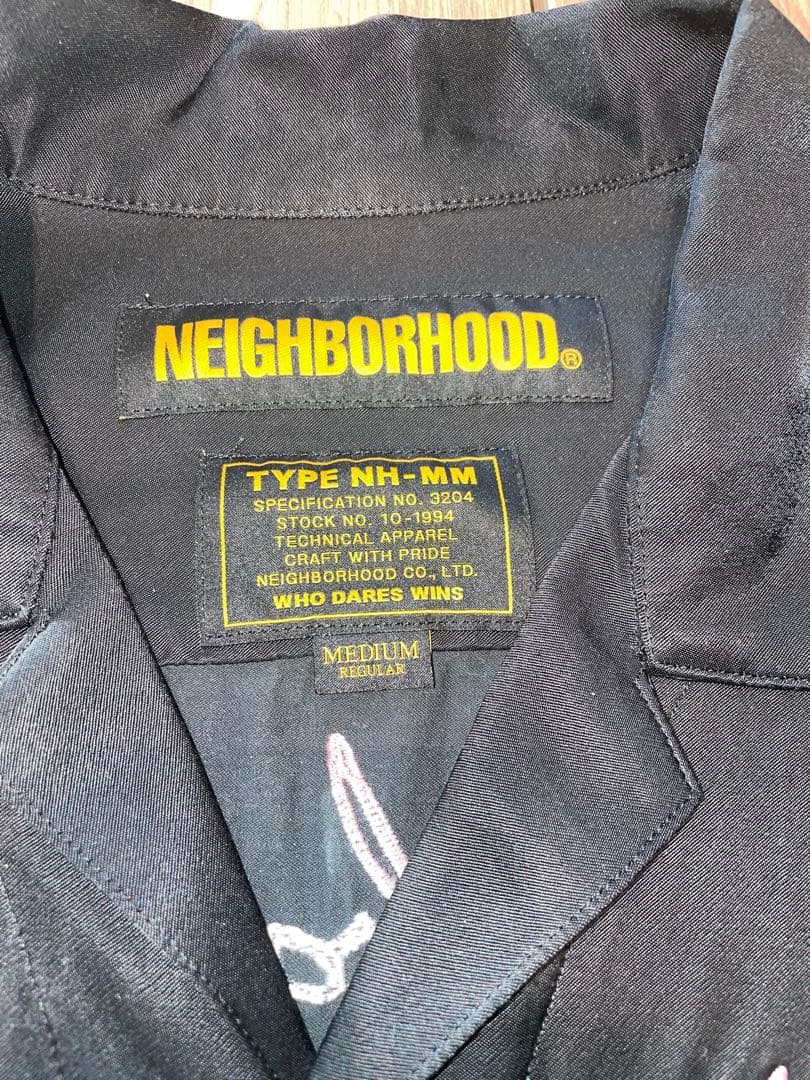 NEIGHBORHOOD®
TYPE NH-MM
SPECIFICATION NO. 3204
STOCK NO. 10-1994
TECHNICAL APPAREL
CRAFT WITH PRIDE
NEIGHBORHOOD CO., LTD.
WHO DARES WINS
MEDIUM
REGULAR